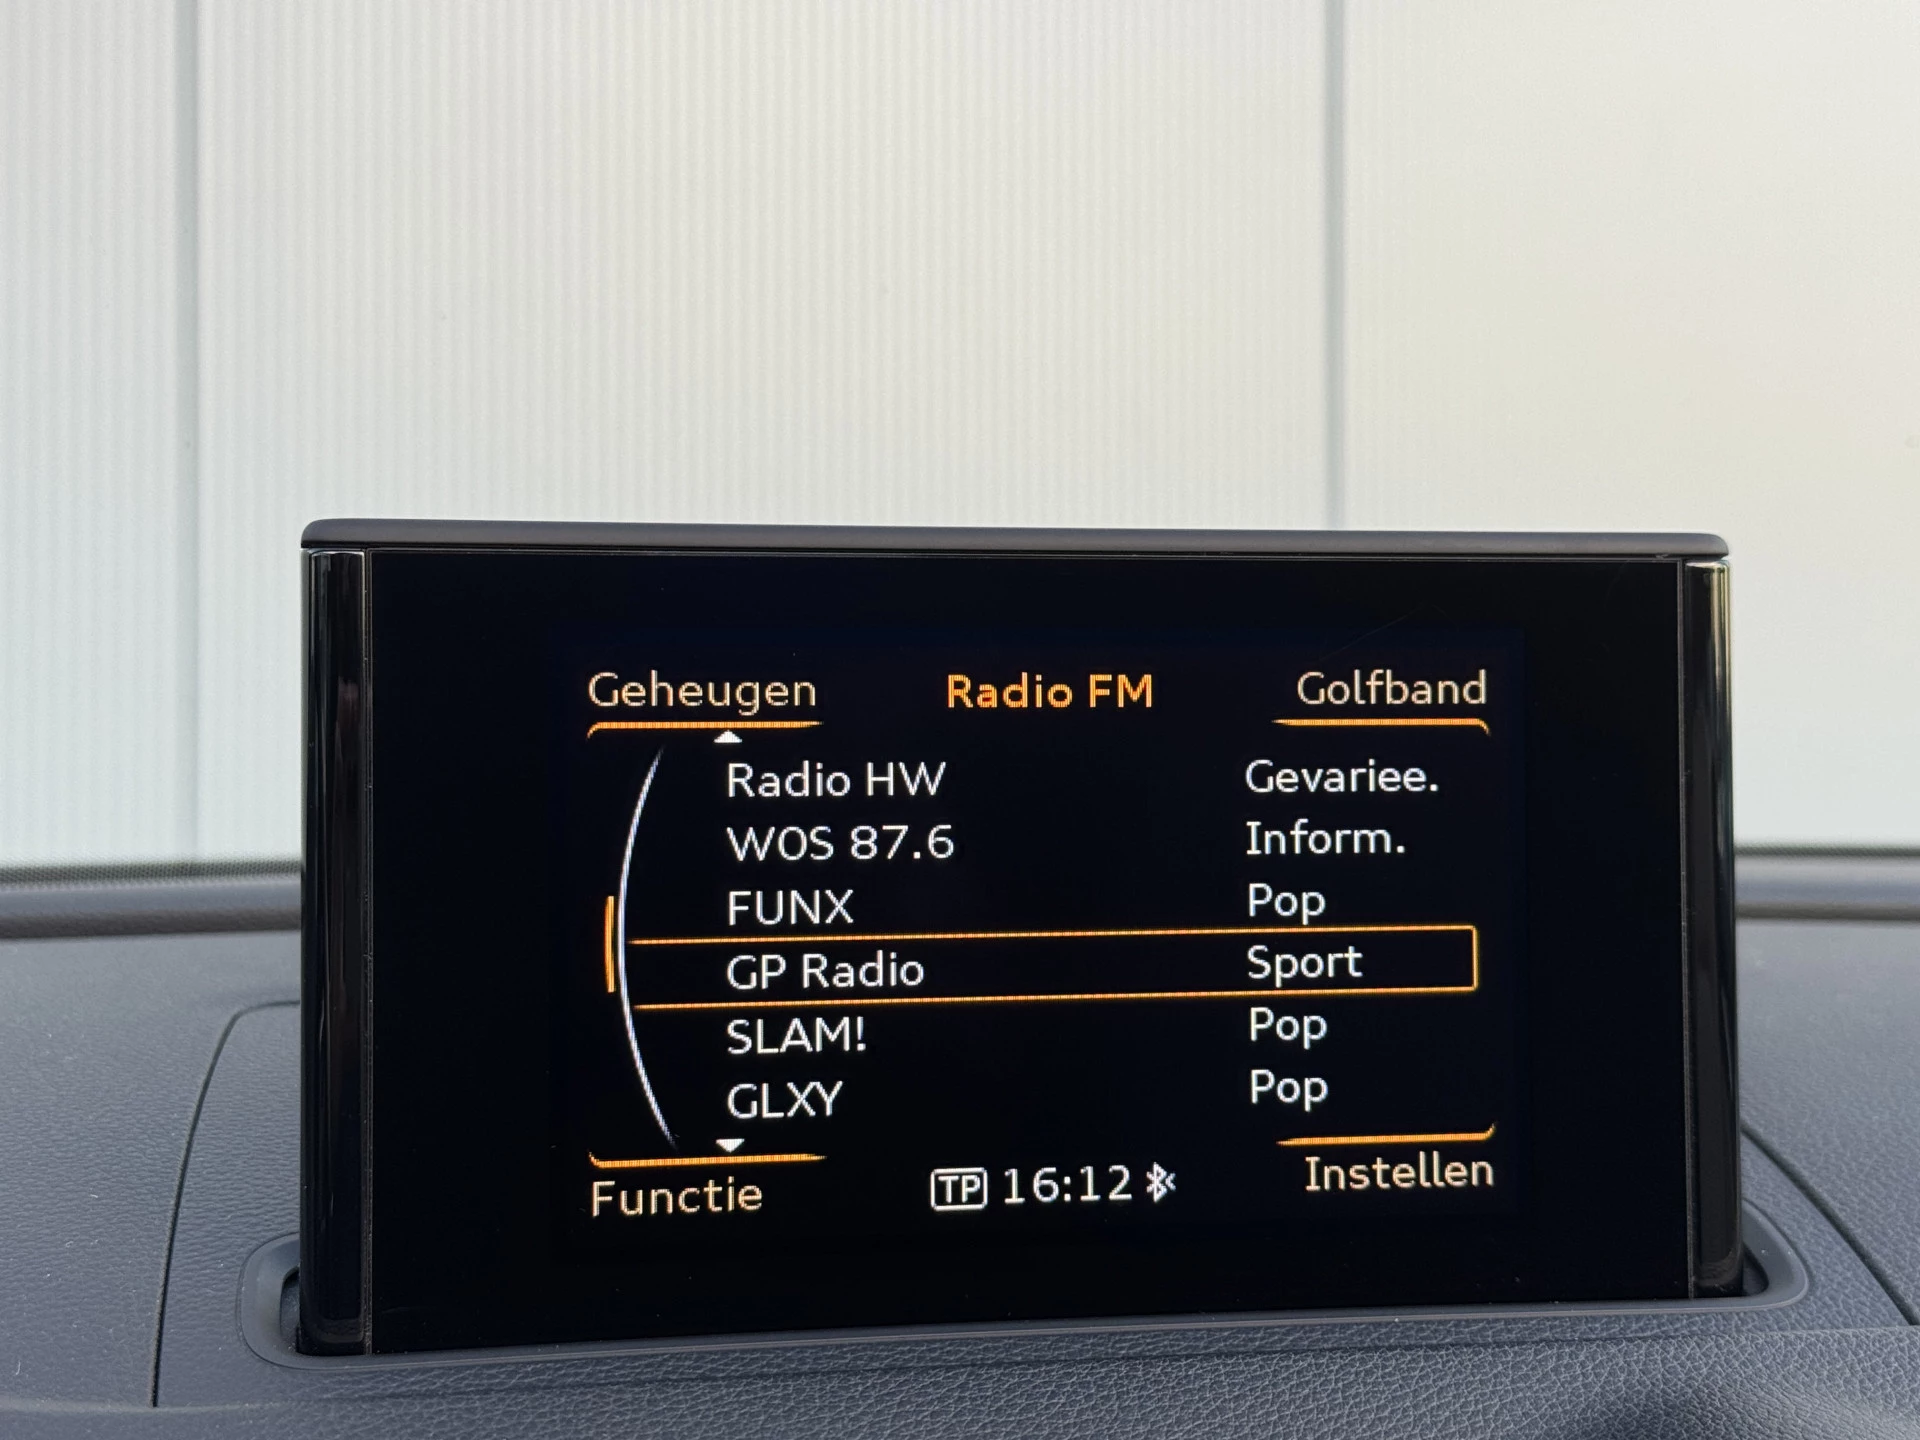 Geheugen Radio FM Golfband
Radio HW Gevariee.
WOS 87.6 Inform.
FUNX Pop
GP Radio Sport
SLAM! Pop
GLXY Pop
Functie TP 16:12 Instellen